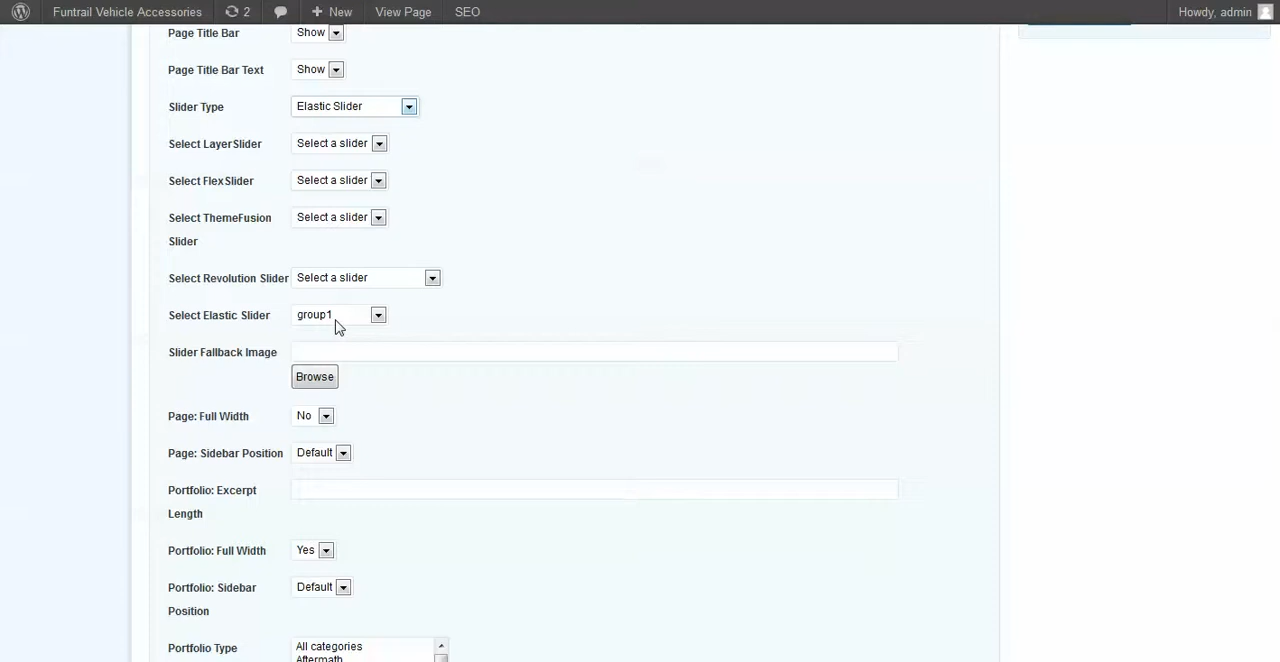 Funtrail Vehicle Accessories 2 New View Page SEO Howdy, admin
Page Title Bar Show
Page Title Bar Text Show
Slider Type Elastic Slider
Select LayerSlider Select a slider
Select FlexSlider Select a slider
Select ThemeFusion Select a slider
Slider
Select Revolution Slider Select a slider
Select Elastic Slider group1
Slider Fallback Image
Browse
Page: Full Width No
Page: Sidebar Position Default
Portfolio: Excerpt
Length
Portfolio: Full Width Yes
Portfolio: Sidebar Default
Position
Portfolio Type All categories
Aftermath